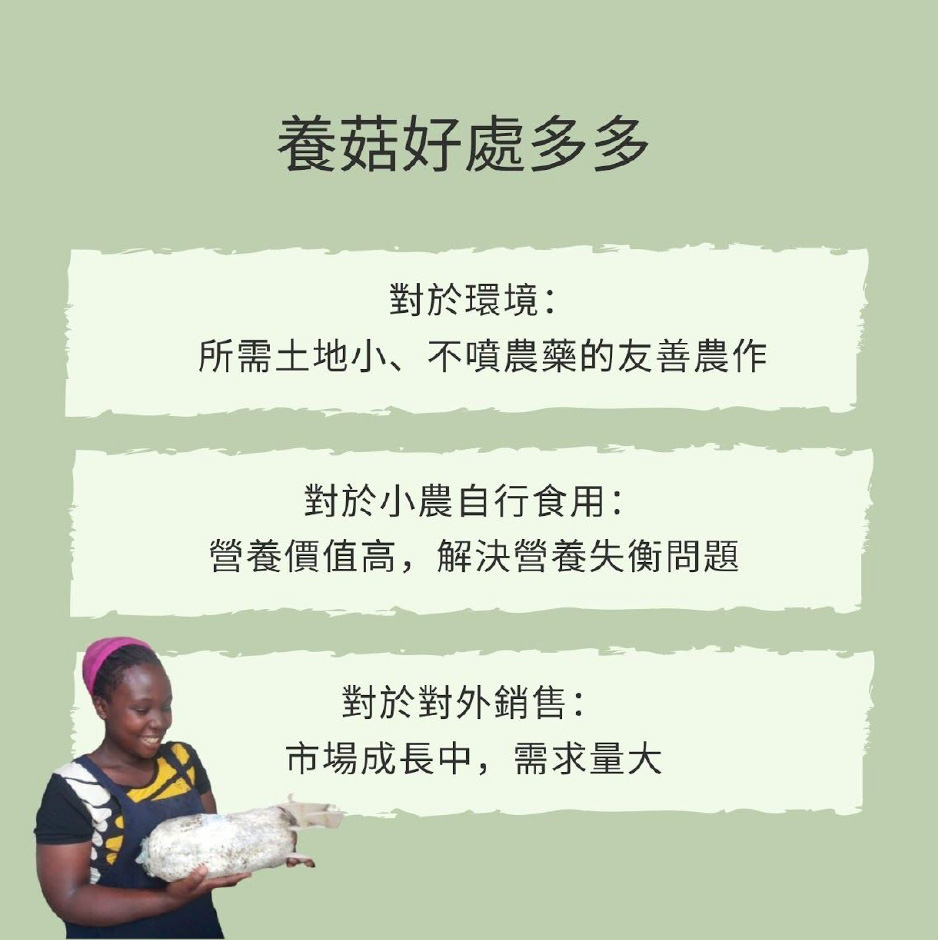 養菇好處多多
對於環境：
所需土地小、不噴農藥的友善農作
對於小農自行食用：
營養價值高，解決營養失衡問題
對於對外銷售：
市場成長中，需求量大